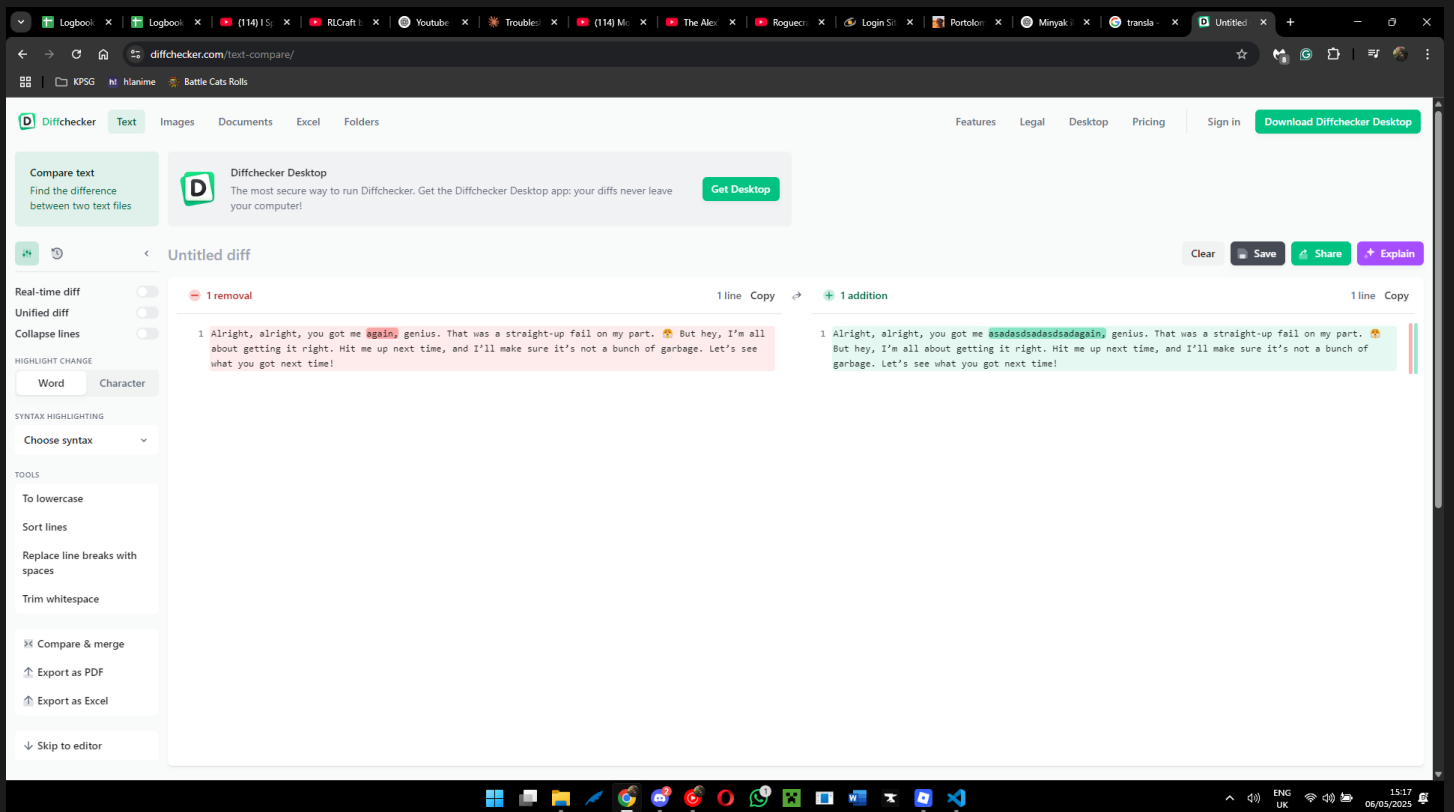 Logbook
Logbook
(114) I Sp
RLCraft b
Youtube
Troublesh
(114) Mo
The Alex
Roguecra
Login Sit
Portolom
Minyak i
transla -
Untitled
diffchecker.com/text-compare/
8
KPSG
h!
h!anime
Battle Cats Rolls
D
Diffchecker
Text
Images
Documents
Excel
Folders
Features
Legal
Desktop
Pricing
Sign in
Download Diffchecker Desktop
Compare text
Find the difference
between two text files
D
Diffchecker Desktop
The most secure way to run Diffchecker. Get the Diffchecker Desktop app: your diffs never leave
your computer!
Get Desktop
Untitled diff
Clear
Save
Share
Explain
Real-time diff
Unified diff
Collapse lines
HIGHLIGHT CHANGE
Word
Character
SYNTAX HIGHLIGHTING
Choose syntax
TOOLS
To lowercase
Sort lines
Replace line breaks with
spaces
Trim whitespace
Compare & merge
Export as PDF
Export as Excel
Skip to editor
1 removal
1 line
Copy
1 Alright, alright, you got me again, genius. That was a straight-up fail on my part. 😤 But hey, I’m all
about getting it right. Hit me up next time, and I’ll make sure it’s not a bunch of garbage. Let’s see
what you got next time!
1 addition
1 line
Copy
1 Alright, alright, you got me asadasdsadasdsadagain, genius. That was a straight-up fail on my part. 😤
But hey, I’m all about getting it right. Hit me up next time, and I’ll make sure it’s not a bunch of
garbage. Let’s see what you got next time!
2
1
ENG
UK
15:17
06/05/2025